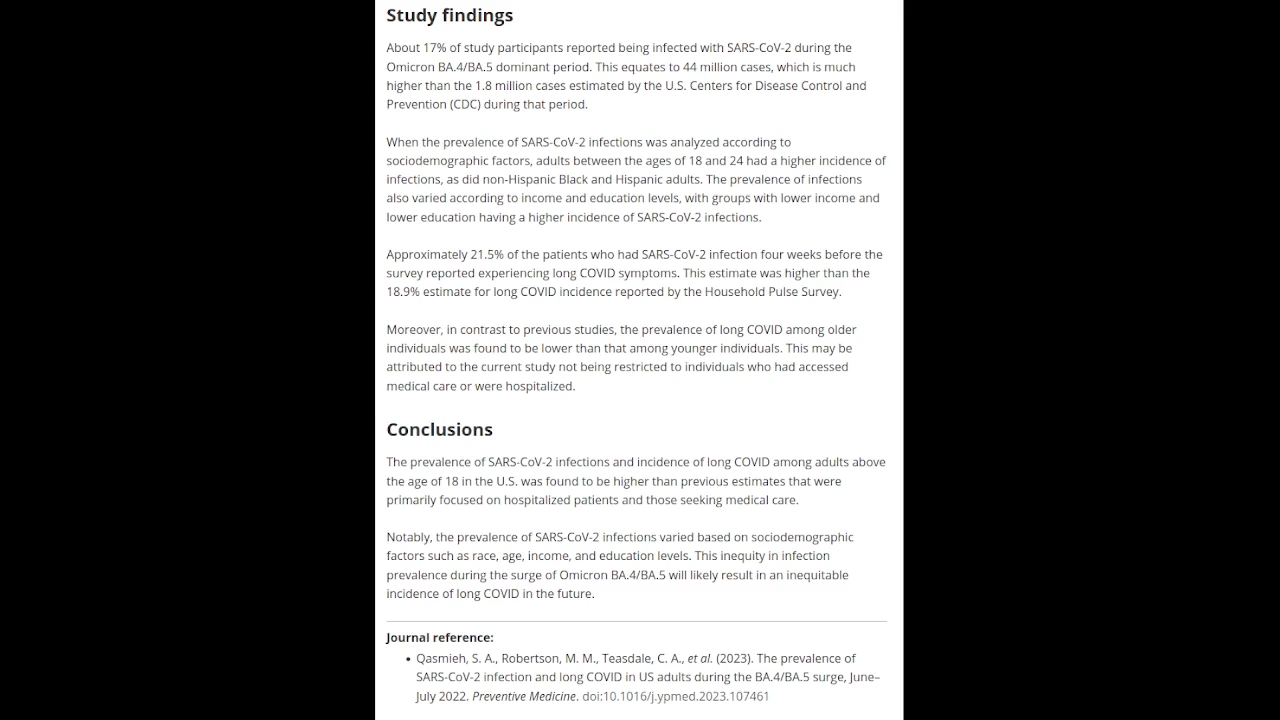 Study findings
About 17% of study participants reported being infected with SARS-CoV-2 during the
Omicron BA.4/BA.5 dominant period. This equates to 44 million cases, which is much
higher than the 1.8 million cases estimated by the U.S. Centers for Disease Control and
Prevention (CDC) during that period.
When the prevalence of SARS-CoV-2 infections was analyzed according to
sociodemographic factors, adults between the ages of 18 and 24 had a higher incidence of
infections, as did non-Hispanic Black and Hispanic adults. The prevalence of infections
also varied according to income and education levels, with groups with lower income and
lower education having a higher incidence of SARS-CoV-2 infections.
Approximately 21.5% of the patients who had SARS-CoV-2 infection four weeks before the
survey reported experiencing long COVID symptoms. This estimate was higher than the
18.9% estimate for long COVID incidence reported by the Household Pulse Survey.
Moreover, in contrast to previous studies, the prevalence of long COVID among older
individuals was found to be lower than that among younger individuals. This may be
attributed to the current study not being restricted to individuals who had accessed
medical care or were hospitalized.
Conclusions
The prevalence of SARS-CoV-2 infections and incidence of long COVID among adults above
the age of 18 in the U.S. was found to be higher than previous estimates that were
primarily focused on hospitalized patients and those seeking medical care.
Notably, the prevalence of SARS-CoV-2 infections varied based on sociodemographic
factors such as race, age, income, and education levels. This inequity in infection
prevalence during the surge of Omicron BA.4/BA.5 will likely result in an inequitable
incidence of long COVID in the future.
Journal reference:
• Qasmieh, S. A., Robertson, M. M., Teasdale, C. A., et al. (2023). The prevalence of
SARS-CoV-2 infection and long COVID in US adults during the BA.4/BA.5 surge, June–
July 2022. Preventive Medicine. doi:10.1016/j.ypmed.2023.107461